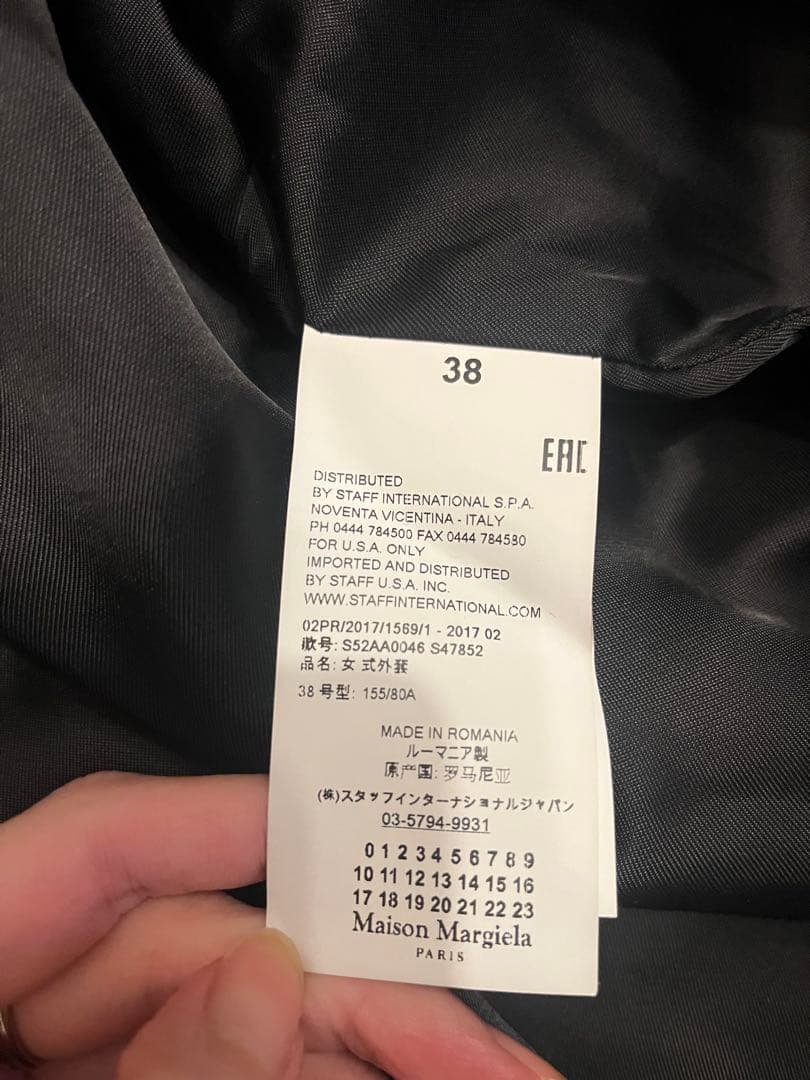 38
EAC
DISTRIBUTED
BY STAFF INTERNATIONAL S.P.A.
NOVENTA VICENTINA - ITALY
PH 0444 784500 FAX 0444 784580
FOR U.S.A. ONLY
IMPORTED AND DISTRIBUTED
BY STAFF U.S.A. INC.
WWW.STAFFINTERNATIONAL.COM
02PR/2017/1569/1 - 2017 02
款号: S52AA0046 S47852
品名: 女 式外套
38 号型: 155/80A
MADE IN ROMANIA
ルーマニア製
原产国: 罗马尼亚
(株)スタッフインターナショナルジャパン
03-5794-9931
0 1 2 3 4 5 6 7 8 9
10 11 12 13 14 15 16
17 18 19 20 21 22 23
Maison Margiela
PARIS